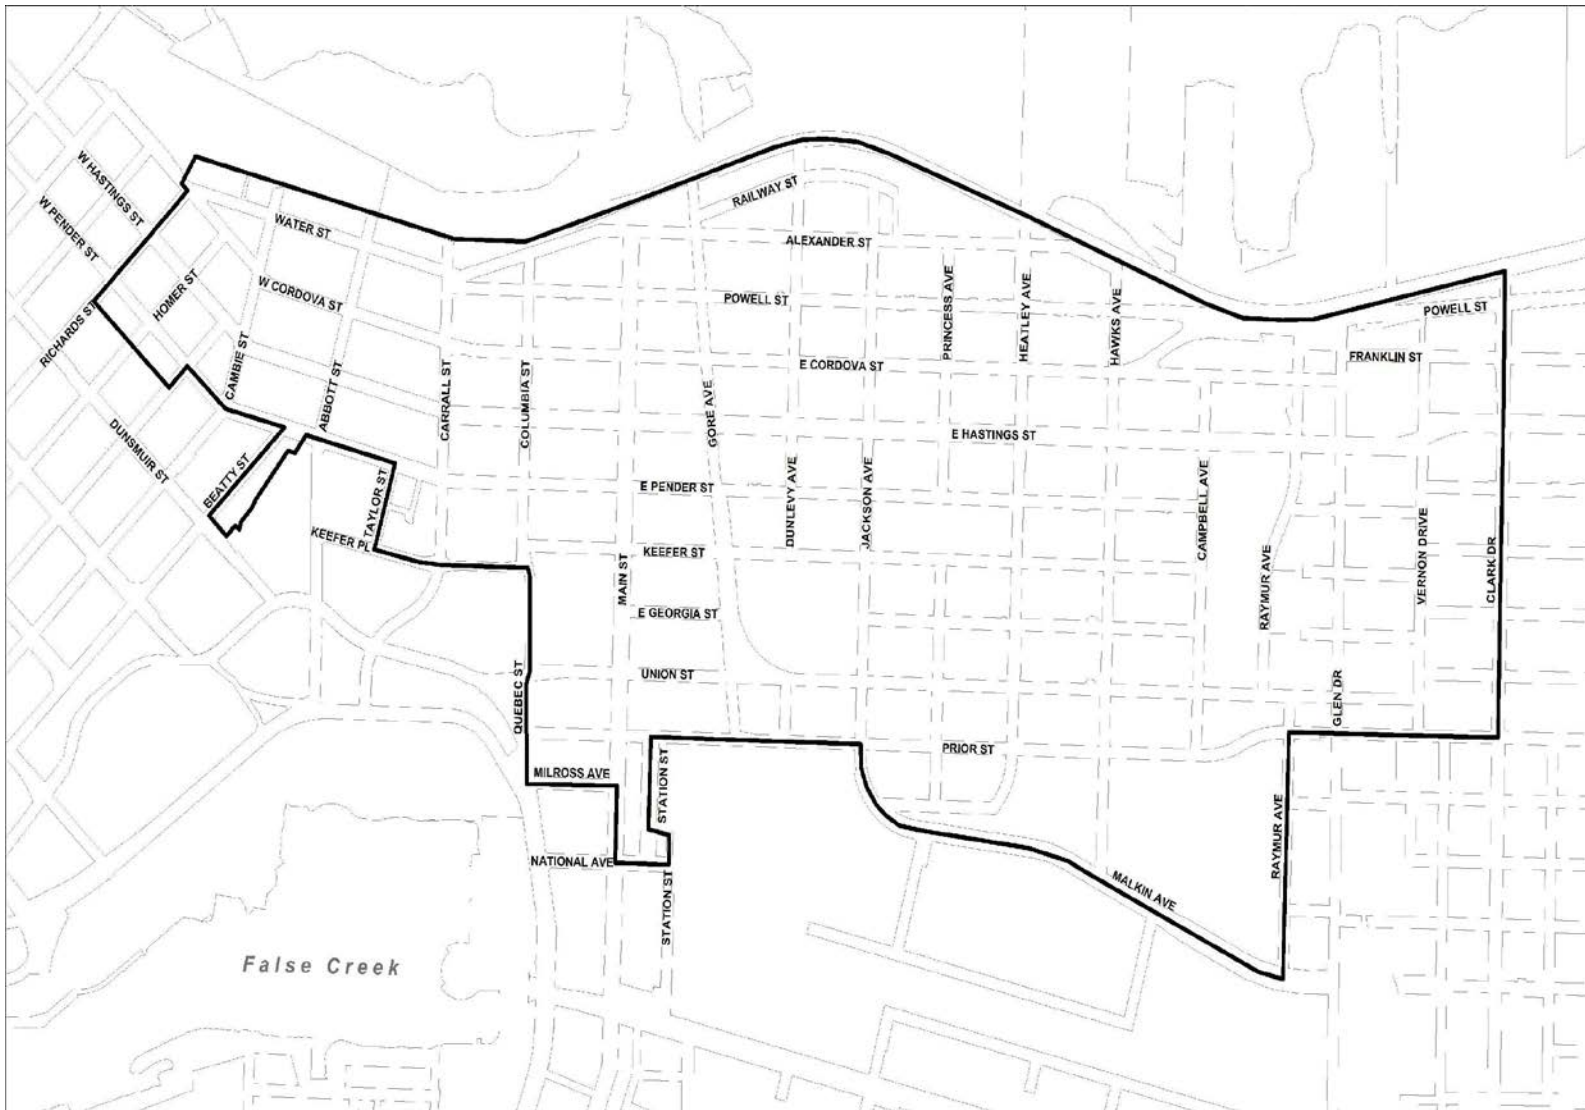 W HASTINGS ST
W PENDER ST
WATER ST
RAILWAY ST
ALEXANDER ST
HOMER ST
W CORDOVA ST
POWELL ST
PRINCESS AVE
HEATLEY AVE
HAWKS AVE
POWELL ST
RICHARDS ST
CAMBIE ST
ABBOTT ST
CARRALL ST
COLUMBIA ST
E CORDOVA ST
FRANKLIN ST
GORE AVE
E HASTINGS ST
DUNSMUIR ST
BEATTY ST
TAYLOR ST
E PENDER ST
DUNLEVY AVE
JACKSON AVE
CAMPBELL AVE
KEEFER PL
KEEFER ST
MAIN ST
RAYMUR AVE
VERNON DRIVE
CLARK DR
E GEORGIA ST
QUEBEC ST
UNION ST
GLEN DR
PRIOR ST
MILROSS AVE
STATION ST
RAYMUR AVE
NATIONAL AVE
MALKIN AVE
STATION ST
False Creek